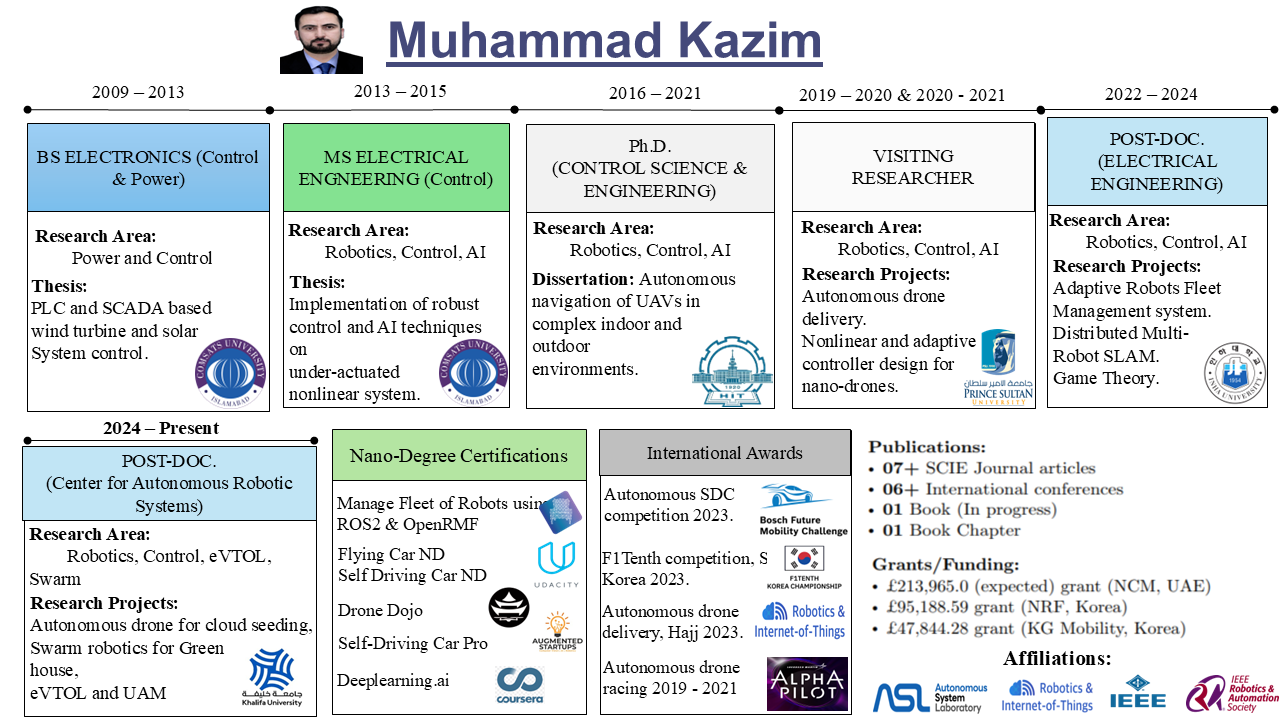 Muhammad Kazim
2009 – 2013
2013 – 2015
2016 – 2021
2019 – 2020 & 2020 - 2021
2022 – 2024
BS ELECTRONICS (Control
& Power)
Research Area:
Power and Control
Thesis:
PLC and SCADA based
wind turbine and solar
System control.
COMSATS UNIVERSITY
ISLAMABAD
MS ELECTRICAL
ENGNEERING (Control)
Research Area:
Robotics, Control, AI
Thesis:
Implementation of robust
control and AI techniques
on
under-actuated
nonlinear system.
COMSATS UNIVERSITY
ISLAMABAD
Ph.D.
(CONTROL SCIENCE &
ENGINEERING)
Research Area:
Robotics, Control, AI
Dissertation: Autonomous
navigation of UAVs in
complex indoor and
outdoor
environments.
1920
HIT
VISITING
RESEARCHER
Research Area:
Robotics, Control, AI
Research Projects:
Autonomous drone
delivery.
Nonlinear and adaptive
controller design for
nano-drones.
جامعة الامير سلطان
PRINCE SULTAN
UNIVERSITY
POST-DOC.
(ELECTRICAL
ENGINEERING)
Research Area:
Robotics, Control, AI
Research Projects:
Adaptive Robots Fleet
Management system.
Distributed Multi-
Robot SLAM.
Game Theory.
인하대학교
1954
INHA UNIVERSITY
2024 – Present
POST-DOC.
(Center for Autonomous Robotic
Systems)
Research Area:
Robotics, Control, eVTOL,
Swarm
Research Projects:
Autonomous drone for cloud seeding,
Swarm robotics for Green
house,
eVTOL and UAM
جامعة خليفة
Khalifa University
Nano-Degree Certifications
Manage Fleet of Robots using
ROS2 & OpenRMF
Flying Car ND
Self Driving Car ND
UDACITY
Drone Dojo
Self-Driving Car Pro
AUGMENTED
STARTUPS
Deeplearning.ai
coursera
International Awards
Autonomous SDC
competition 2023.
Bosch Future
Mobility Challenge
F1Tenth competition, S
Korea 2023.
F1TENTH
KOREA CHAMPIONSHIP
Autonomous drone
delivery, Hajj 2023.
Robotics &
Internet-of-Things
Autonomous drone
racing 2019 - 2021
ALPHA
PILOT
Publications:
• 07+ SCIE Journal articles
• 06+ International conferences
• 01 Book (In progress)
• 01 Book Chapter
Grants/Funding:
• £213,965.0 (expected) grant (NCM, UAE)
• £95,188.59 grant (NRF, Korea)
• £47,844.28 grant (KG Mobility, Korea)
Affiliations:
ASL Autonomous
System
Laboratory
Robotics &
Internet-of-Things
IEEE
IEEE
Robotics &
Automation
Society